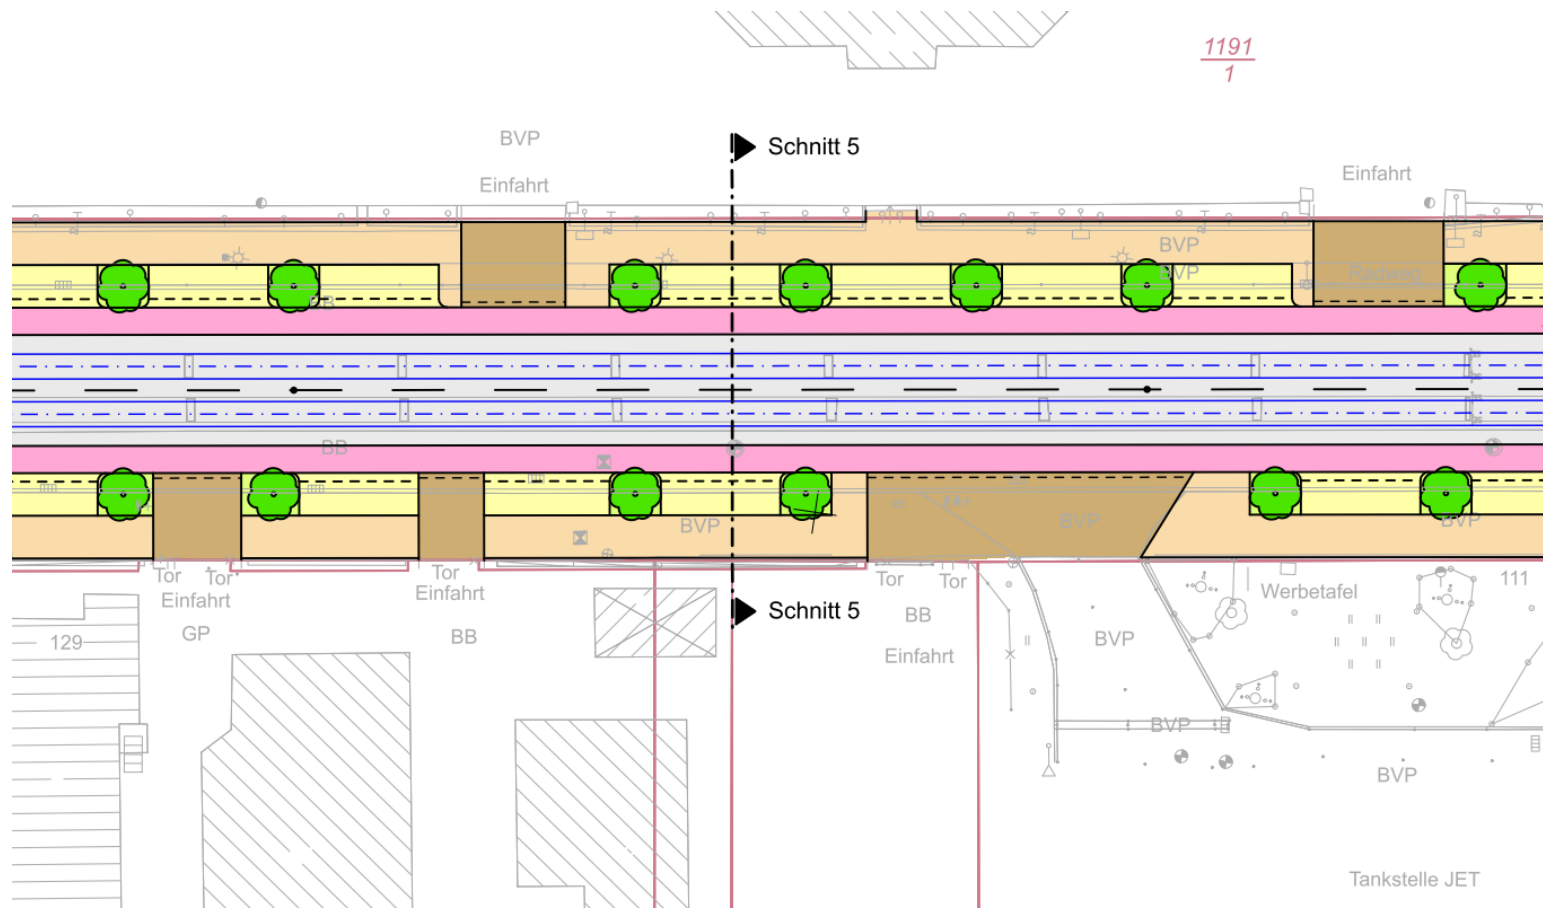 1191
1
BVP
Schnitt 5
Einfahrt
Einfahrt
BVP
BVP
Radweg
BB
BB
BVP
BVP
BVP
Tor
Tor
Tor
Tor
Tor
Einfahrt
Einfahrt
Schnitt 5
Werbetafel
111
GP
BB
BB
129
BVP
Einfahrt
BVP
BVP
Tankstelle JET